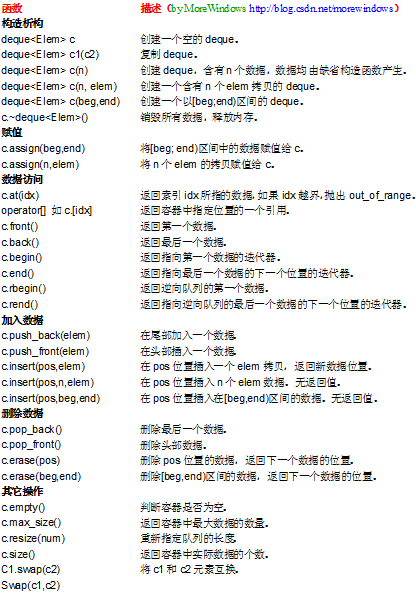 函数 描述（by MoreWindows http://blog.csdn.net/morewindows）
构造析构
deque<Elem> c 创建一个空的 deque。
deque<Elem> c1(c2) 复制 deque。
deque<Elem> c(n) 创建 deque，含有 n 个数据，数据均由缺省构造函数产生。
deque<Elem> c(n, elem) 创建一个含有 n 个 elem 拷贝的 deque。
deque<Elem> c(beg,end) 创建一个以[beg;end)区间的 deque。
c.~deque<Elem>() 销毁所有数据，释放内存。
赋值
c.assign(beg,end) 将[beg; end)区间中的数据赋值给 c。
c.assign(n,elem) 将 n 个 elem 的拷贝赋值给 c。
数据访问
c.at(idx) 返回索引 idx 所指的数据，如果 idx 越界，抛出 out_of_range。
operator[] 如 c.[idx] 返回容器中指定位置的一个引用。
c.front() 返回第一个数据。
c.back() 返回最后一个数据。
c.begin() 返回指向第一个数据的迭代器。
c.end() 返回指向最后一个数据的下一个位置的迭代器。
c.rbegin() 返回逆向队列的第一个数据。
c.rend() 返回指向逆向队列的最后一个数据的下一个位置的迭代器。
加入数据
c.push_back(elem) 在尾部加入一个数据。
c.push_front(elem) 在头部插入一个数据。
c.insert(pos,elem) 在 pos 位置插入一个 elem 拷贝，返回新数据位置。
c.insert(pos,n,elem) 在 pos 位置插入 n 个 elem 数据。无返回值。
c.insert(pos,beg,end) 在 pos 位置插入在[beg,end)区间的数据。无返回值。
删除数据
c.pop_back() 删除最后一个数据。
c.pop_front() 删除头部数据。
c.erase(pos) 删除 pos 位置的数据，返回下一个数据的位置。
c.erase(beg,end) 删除[beg,end)区间的数据，返回下一个数据的位置。
其它操作
c.empty() 判断容器是否为空。
c.max_size() 返回容器中最大数据的数量。
c.resize(num) 重新指定队列的长度。
c.size() 返回容器中实际数据的个数。
C1.swap(c2) 将 c1 和 c2 元素互换。
Swap(c1,c2)